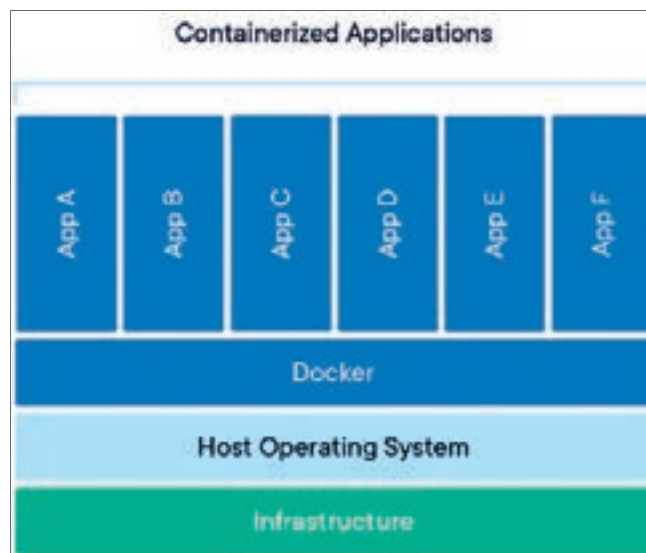 Containerized Applications
App A
App B
App C
App D
App E
App F
Docker
Host Operating System
Infrastructure